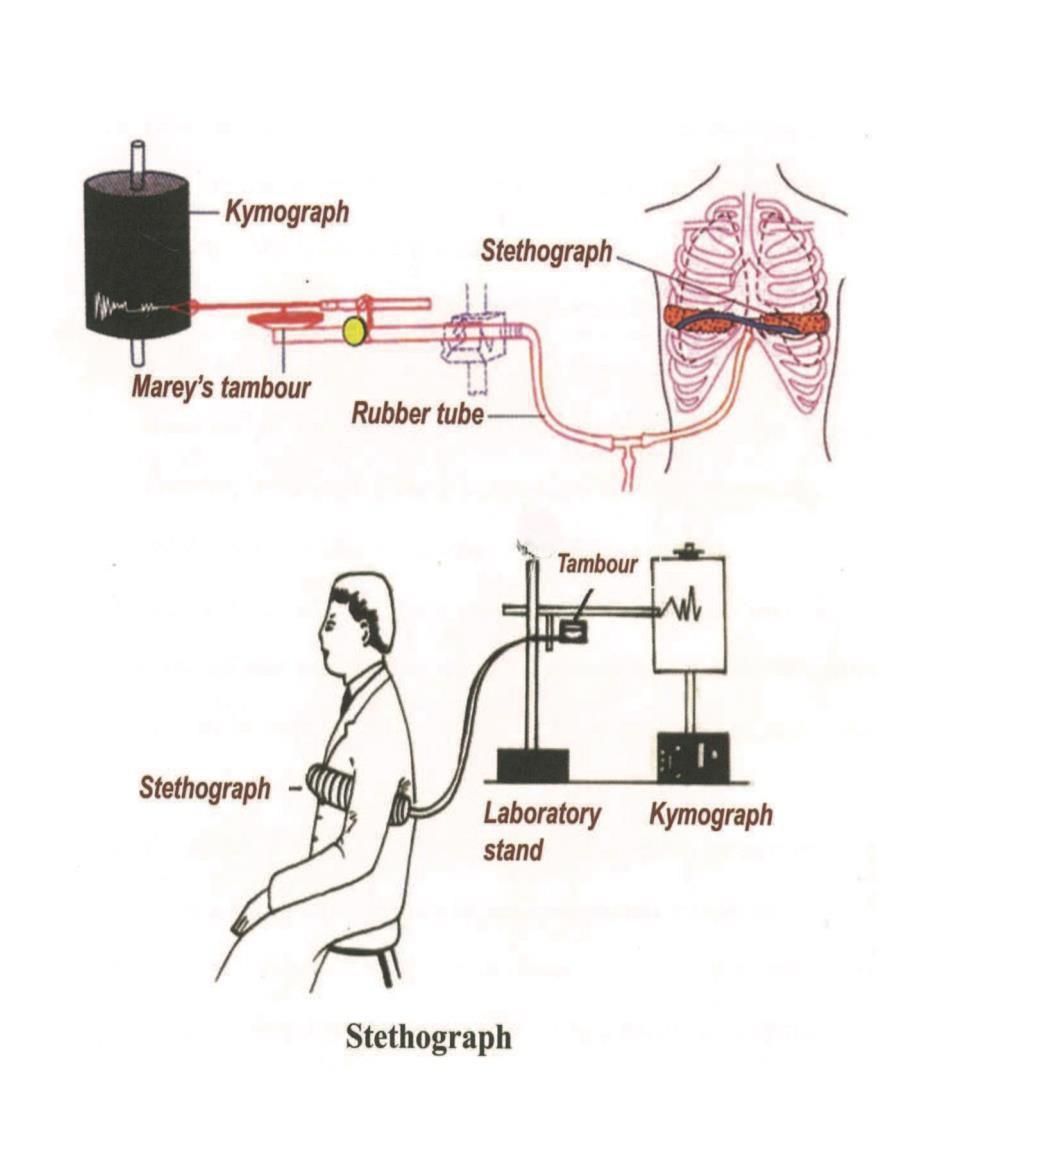 Kymograph
Stethograph
Marey's tambour
Rubber tube
Tambour
Stethograph
Laboratory
stand
Kymograph
Stethograph